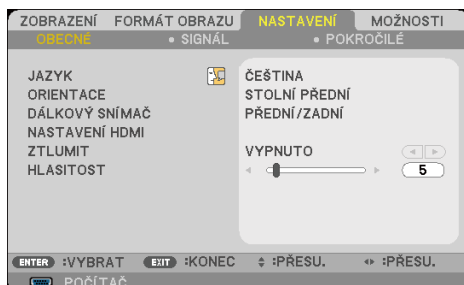 ZOBRAZENÍ FORMÁT OBRAZU NASTAVENÍ MOŽNOSTI
OBECNÉ • SIGNÁL • POKROČILÉ
JAZYK ČEŠTINA
ORIENTACE STOLNÍ PŘEDNÍ
DÁLKOVÝ SNÍMAČ PŘEDNÍ/ZADNÍ
NASTAVENÍ HDMI
ZTLUMIT VYPNUTO
HLASITOST 5
ENTER :VYBRAT EXIT :KONEC :PŘESU. :PŘESU.
POČÍTAČ